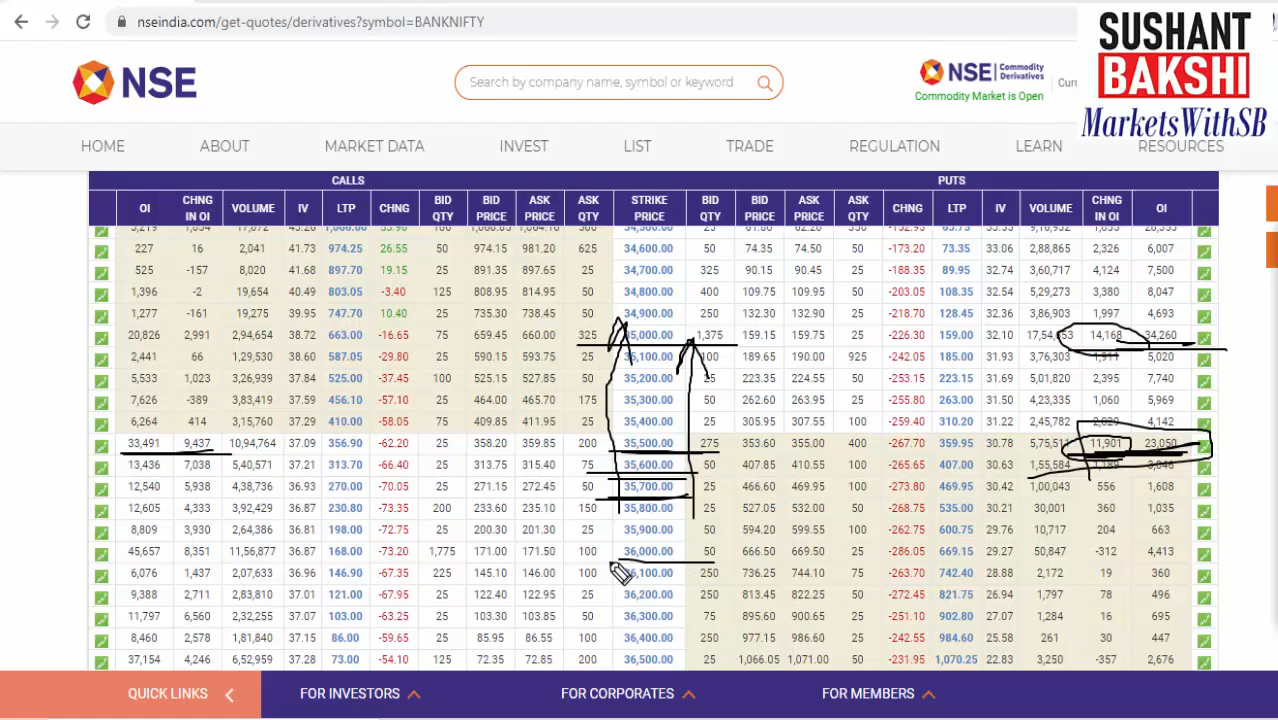 nseindia.com/get-quotes/derivatives?symbol=BANKNIFTY
SUSHANT
BAKSHI
MarketsWithSB
NSE
Search by company name, symbol or keyword
NSE Commodity Derivatives
Commodity Market is Open
Curr
HOME ABOUT MARKET DATA INVEST LIST TRADE REGULATION LEARN RESOURCES
CALLS PUTS
OI CHNG IN OI VOLUME IV LTP CHNG BID QTY BID PRICE ASK PRICE ASK QTY STRIKE PRICE BID QTY BID PRICE ASK PRICE ASK QTY CHNG LTP IV VOLUME CHNG IN OI OI
227 16 2,041 41.73 974.25 26.55 50 974.15 981.20 625 34,600.00 50 74.35 74.50 50 -173.20 73.35 33.06 2,88,865 2,326 6,007
525 -157 8,020 41.68 897.70 19.15 25 891.35 897.65 25 34,700.00 325 90.15 90.45 25 -188.35 89.95 32.74 3,60,717 4,124 7,500
1,396 -2 19,654 40.49 803.05 -3.40 125 808.95 814.95 50 34,800.00 400 109.75 109.95 50 -203.05 108.35 32.54 5,29,273 3,380 8,047
1,277 -161 19,275 39.95 747.70 10.40 25 735.30 738.45 50 34,900.00 250 132.30 132.90 25 -218.70 128.45 32.36 3,86,903 1,997 4,693
20,826 2,991 2,94,654 38.72 663.00 -16.65 75 659.45 660.00 325 35,000.00 1,375 159.15 159.75 25 -226.30 159.00 32.10 14,168 34,260
2,441 66 1,29,530 38.60 587.05 -29.80 25 590.15 593.75 25 35,100.00 100 189.65 190.00 925 -242.05 185.00 31.93 3,76,303 1,911 5,020
5,533 1,023 3,26,939 37.84 525.00 -37.45 100 525.15 527.85 50 35,200.00 25 223.35 224.55 50 -253.15 223.15 31.69 5,01,820 2,395 7,740
7,626 -389 3,83,419 37.59 456.10 -57.10 25 464.00 465.70 175 35,300.00 50 262.60 263.95 25 -255.80 263.00 31.50 4,23,335 1,060 5,969
6,264 414 3,15,760 37.29 410.00 -58.05 75 409.85 411.95 25 35,400.00 25 305.95 307.55 100 -259.40 310.20 31.22 2,45,782 2,029 4,142
33,491 9,437 10,94,764 37.09 356.90 -62.20 25 358.20 359.85 200 35,500.00 275 353.60 355.00 400 -267.70 359.95 30.78 11,901 23,050
13,436 7,038 5,40,571 37.21 313.70 -66.40 25 313.75 315.40 75 35,600.00 50 407.85 410.55 100 -265.65 407.00 30.63 1,55,584 1,189
12,540 5,938 4,38,736 36.93 270.00 -70.05 25 271.15 272.45 50 35,700.00 25 466.60 469.95 100 -273.80 469.95 30.42 1,00,043 556 1,608
12,605 4,333 3,92,429 36.87 230.80 -73.35 200 233.60 235.10 150 35,800.00 25 527.05 532.00 50 -268.75 535.00 30.21 30,001 360 1,035
8,809 3,930 2,64,386 36.81 198.00 -72.75 25 200.30 201.30 25 35,900.00 50 594.20 59.55 100 -262.75 600.75 29.76 10,717 204 663
45,657 8,351 11,56,877 36.87 168.00 -73.20 1,775 171.00 171.50 100 36,000.00 50 666.50 669.50 25 -286.05 669.15 29.27 50,847 -312 4,413
6,076 1,437 2,07,633 36.96 146.90 -67.35 225 145.10 146.00 100 36,100.00 250 736.25 744.10 75 -263.70 742.40 28.88 2,172 19 360
9,388 2,711 2,83,810 37.01 121.00 -67.95 25 122.40 122.95 25 36,200.00 250 813.45 822.25 50 -272.45 821.75 26.94 1,797 78 496
11,797 6,560 2,32,255 37.07 103.00 -63.25 100 103.30 103.85 50 36,300.00 75 895.60 900.65 25 -251.10 902.80 27.07 1,284 16 695
8,460 2,578 1,81,840 37.15 86.00 -59.65 25 85.95 86.55 100 36,400.00 250 977.15 986.60 25 -242.55 984.60 25.58 261 30 447
37,154 4,246 6,52,959 37.28 73.00 -54.10 125 72.35 72.85 200 36,500.00 25 1,066.05 1,071.00 25 -231.95 1,070.25 22.83 3,250 -357 2,676
QUICK LINKS FOR INVESTORS FOR CORPORATES FOR MEMBERS